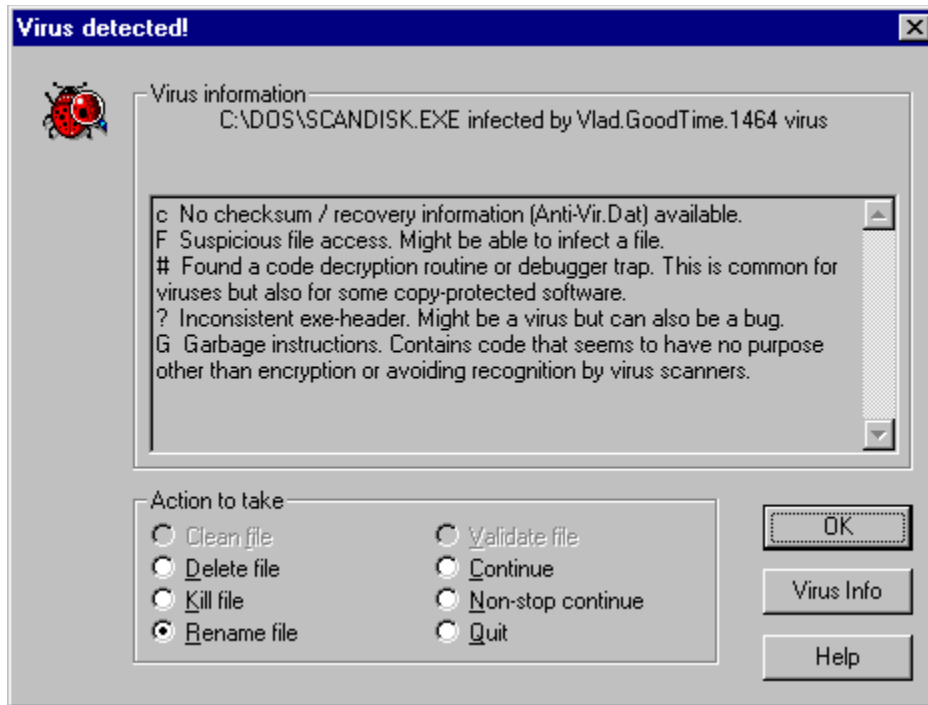 Virus detected!
Virus information
C:\DOS\SCANDISK.EXE infected by Vlad.GoodTime.1464 virus
c  No checksum / recovery information (Anti-Vir.Dat) available.
F  Suspicious file access. Might be able to infect a file.
#  Found a code decryption routine or debugger trap. This is common for
viruses but also for some copy-protected software.
?  Inconsistent exe-header. Might be a virus but can also be a bug.
G  Garbage instructions. Contains code that seems to have no purpose
other than encryption or avoiding recognition by virus scanners.
Action to take
Clean file
Delete file
Kill file
Rename file
Validate file
Continue
Non-stop continue
Quit
OK
Virus Info
Help